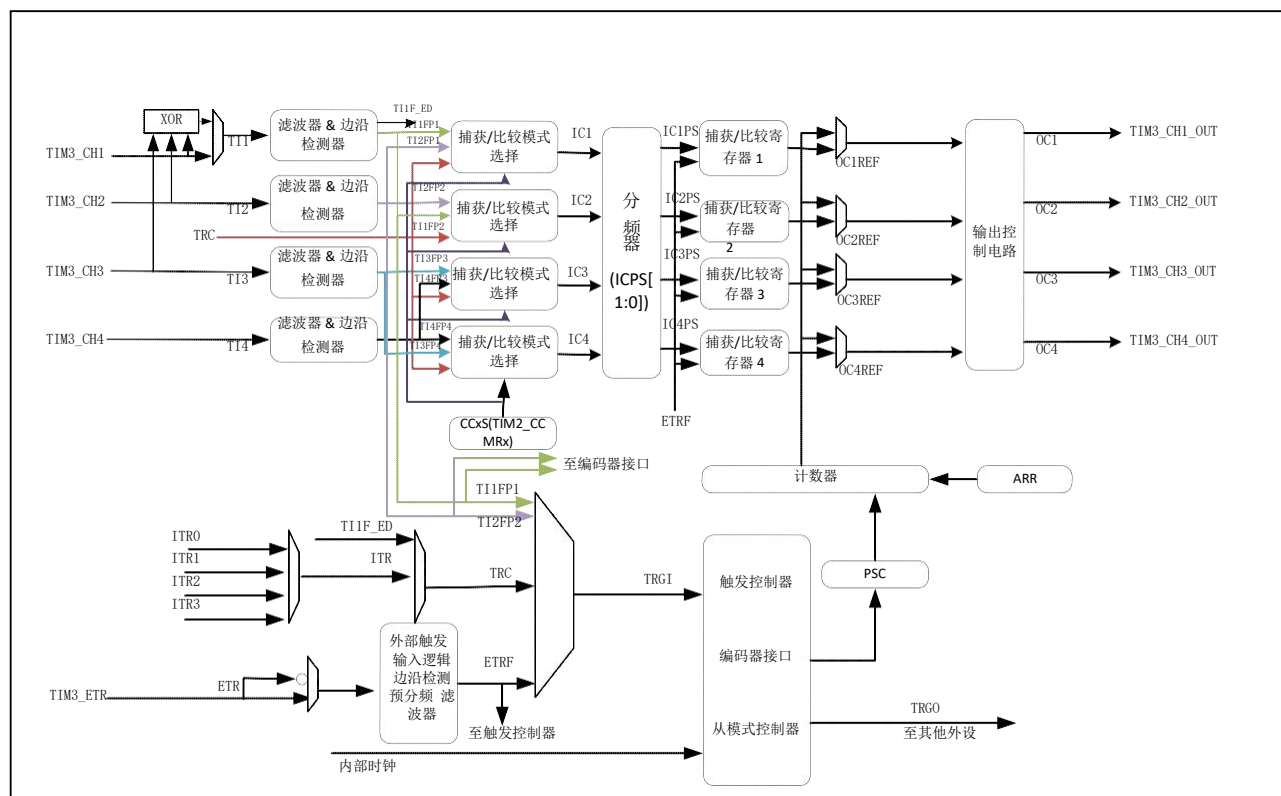 XOR
TI1F_ED
滤波器 & 边沿
检测器
TI1FP1
TI2FP1
捕获/比较模式
选择
IC1
IC1PS
捕获/比较寄
存器 1
OC1REF
OC1
TIM3_CH1_OUT
TIM3_CH1
TI1
TIM3_CH2
TI2
滤波器 & 边沿
检测器
TI2FP2
TI1FP2
捕获/比较模式
选择
IC2
IC2PS
捕获/比较寄
存器
2
OC2REF
OC2
TIM3_CH2_OUT
TRC
分
频
器
(ICPS[
1:0])
输出控
制电路
TIM3_CH3
TI3
滤波器 & 边沿
检测器
TI3FP3
TI4FP3
捕获/比较模式
选择
IC3
IC3PS
捕获/比较寄
存器 3
OC3REF
OC3
TIM3_CH3_OUT
TIM3_CH4
TI4
滤波器 & 边沿
检测器
TI4FP4
TI3FP4
捕获/比较模式
选择
IC4
IC4PS
捕获/比较寄
存器 4
OC4REF
OC4
TIM3_CH4_OUT
ETRF
CCxS(TIM2_CC
MRx)
至编码器接口
计数器
ARR
TI1FP1
TI2FP2
TI1F_ED
ITR0
ITR1
ITR2
ITR3
ITR
TRC
TRGI
触发控制器
PSC
外部触发
输入逻辑
边沿检测
预分频 滤
波器
ETRF
编码器接口
TIM3_ETR
ETR
至触发控制器
从模式控制器
TRGO
至其他外设
内部时钟